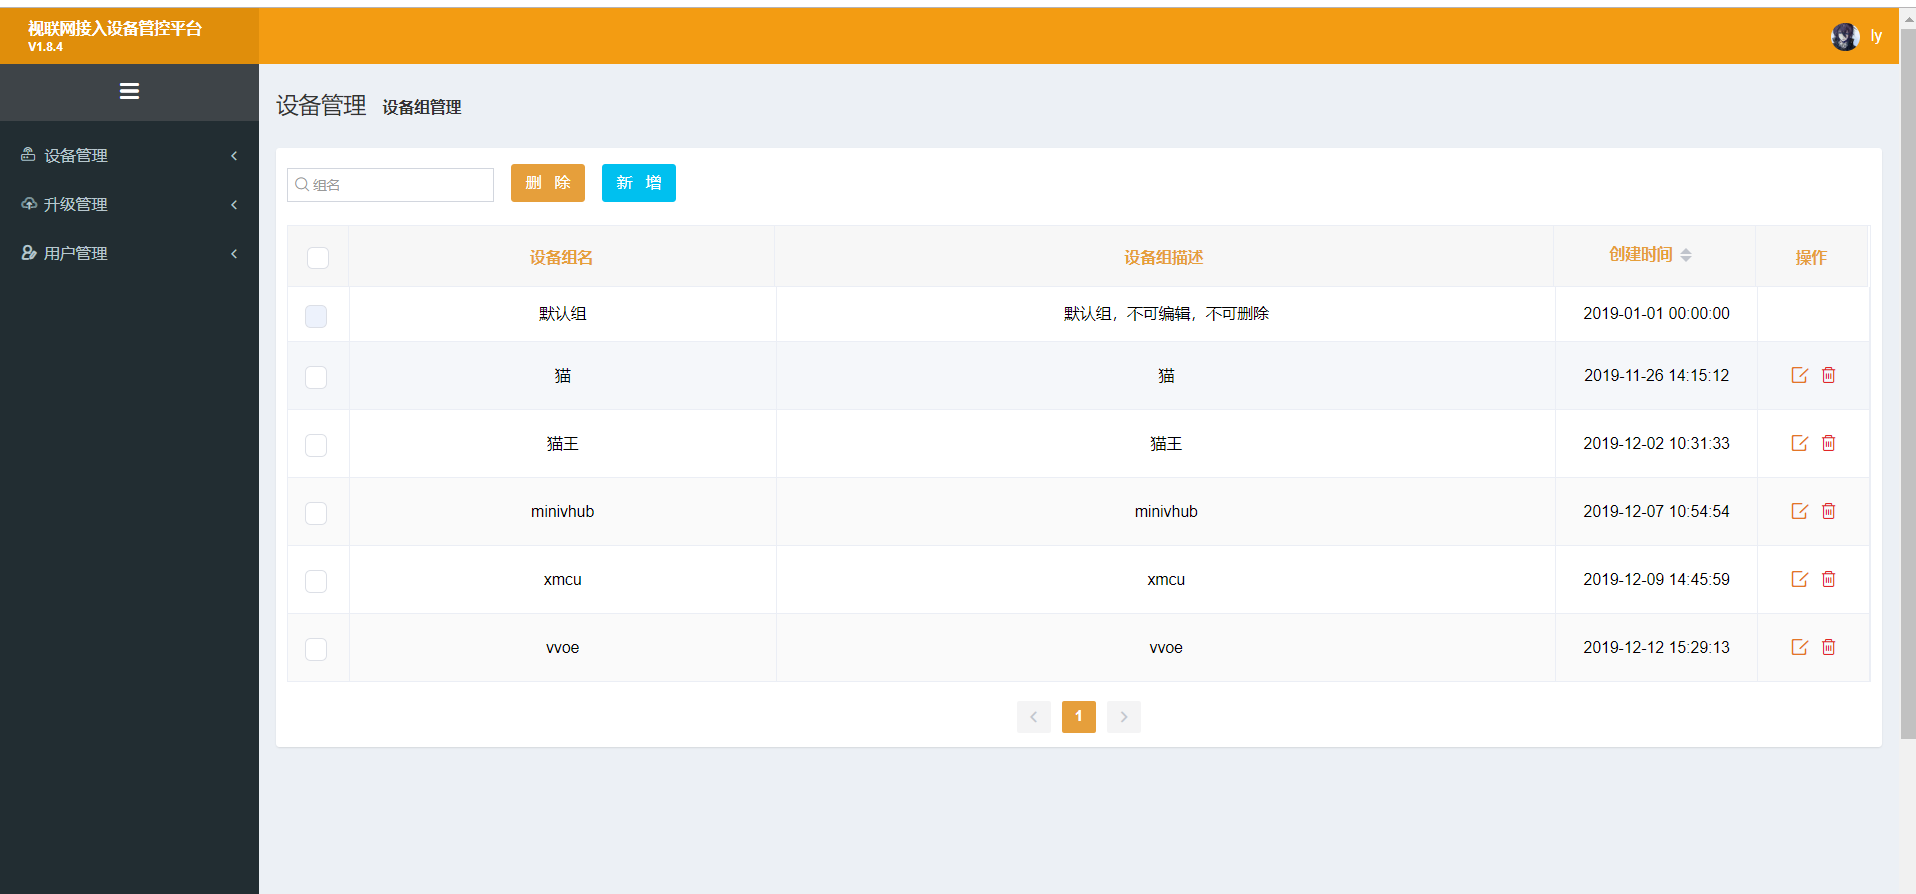 视联网接入设备管控平台
V1.8.4
ly
设备管理
升级管理
用户管理
设备管理 设备组管理
组名 删 除 新 增
设备组名 设备组描述 创建时间 操作
默认组 默认组，不可编辑，不可删除 2019-01-01 00:00:00
猫 猫 2019-11-26 14:15:12
猫王 猫王 2019-12-02 10:31:33
minivhub minivhub 2019-12-07 10:54:54
xmcu xmcu 2019-12-09 14:45:59
vvoe vvoe 2019-12-12 15:29:13
1